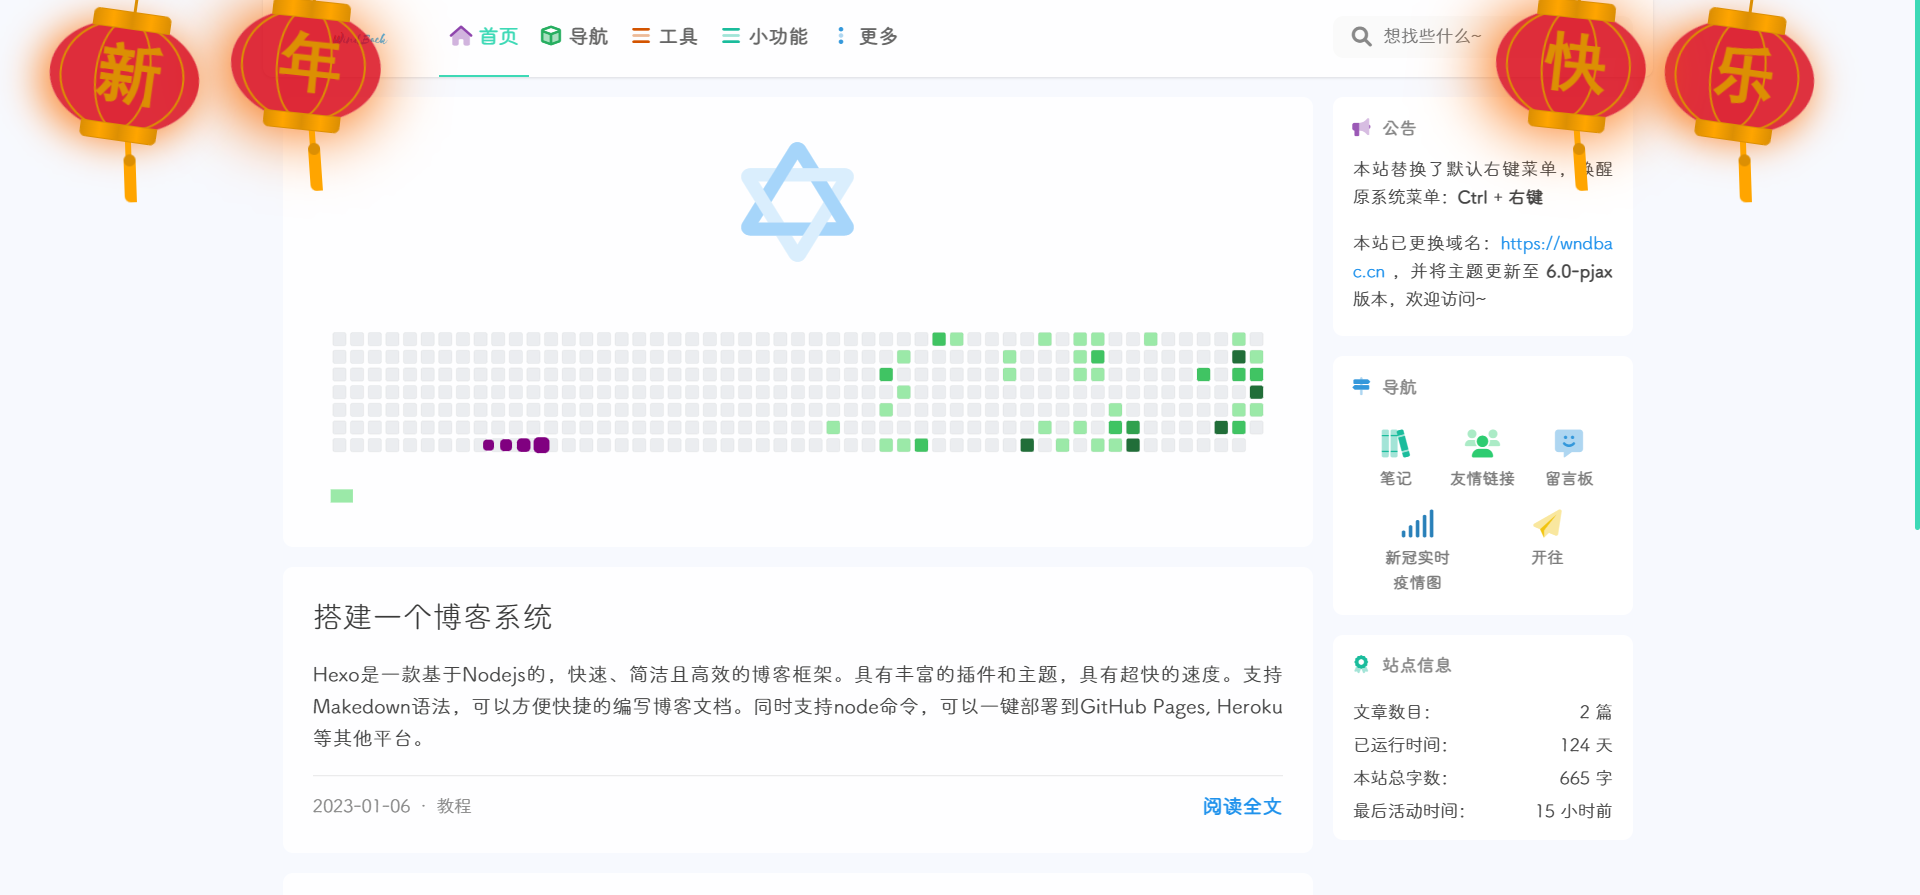 新
年
快
乐
首页
导航
工具
小功能
更多
想找些什么~
公告
本站替换了默认右键菜单，唤醒
原系统菜单：Ctrl + 右键
本站已更换域名：https://wndba
c.cn ，并将主题更新至 6.0-pjax
版本，欢迎访问~
导航
笔记
友情链接
留言板
新冠实时
疫情图
开往
搭建一个博客系统
Hexo是一款基于Nodejs的，快速、简洁且高效的博客框架。具有丰富的插件和主题，具有超快的速度。支持
Makedown语法，可以方便快捷的编写博客文档。同时支持node命令，可以一键部署到GitHub Pages, Heroku
等其他平台。
2023-01-06 · 教程
阅读全文
站点信息
文章数目： 2 篇
已运行时间： 124 天
本站总字数： 665 字
最后活动时间： 15 小时前